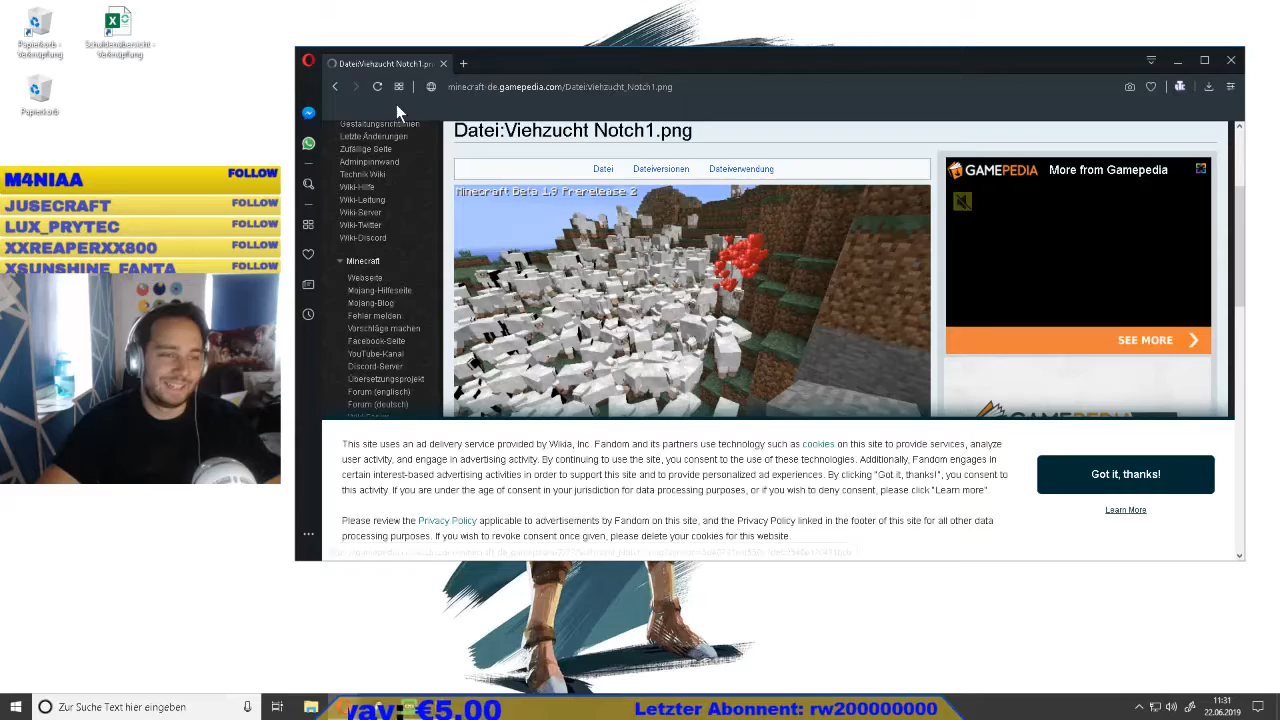 Papierkorb -
Verknüpfung
Schuldenübersicht -
Verknüpfung
Papierkorb
M4NIAA FOLLOW
JUSECRAFT FOLLOW
LUX_PRYTEC FOLLOW
XXREAPERXX800 FOLLOW
XSUNSHINE_FANTA FOLLOW
Datei:Viehzucht Notch1.pn
minecraft-de.gamepedia.com/Datei:Viehzucht_Notch1.png
Gestaltungsrichtlinien
Letzte Änderungen
Zufällige Seite
Adminpinnwand
Technik Wiki
Wiki-Hilfe
Wiki-Leitung
Wiki-Server
Wiki-Twitter
Wiki-Discord
Minecraft
Webseite
Mojang-Hilfeseite
Mojang-Blog
Fehler melden
Vorschläge machen
Facebook-Seite
YouTube-Kanal
Discord-Server
Übersetzungsprojekt
Forum (englisch)
Forum (deutsch)
Datei:Viehzucht Notch1.png
Datei Dateiversionen Dateiverwendung
Minecraft Beta 1.9 Prerelease 2
GAMEPEDIA More from Gamepedia
SEE MORE
GAMEPEDIA
This site uses an ad delivery service provided by Wikia, Inc. Fandom and its partners use technology such as cookies on this site to provide services, analyze
user activity, and engage in advertising activity. By continuing to use the site, you consent to the use of these technologies. Additionally, Fandom engages in
certain interest-based advertising activities in order to support this site and to provide personalized ad experiences. By clicking "Got it, thanks!", you consent to
this activity. If you are under the age of consent in your jurisdiction for data processing purposes, or if you wish to deny consent, please click "Learn more"
Please review the Privacy Policy applicable to advertisements by Fandom on this site, and the Privacy Policy linked in the footer of this site for all other data
processing purposes. If you wish to revoke consent once given, please delete your cookies for this website.
Got it, thanks!
Learn More
Zur Suche Text hier eingeben
vav: €5.00
Letzter Abonnent: rw200000000
11:31
22.06.2019